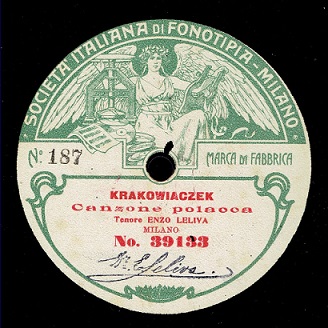 SOCIETÀ ITALIANA DI FONOTIPIA - MILANO
No. 187
MARCA DI FABBRICA
KRAKOWIACZEK
Canzone polacca
Tenore ENZO LELIVA
MILANO
No. 39133
E. Leliva.